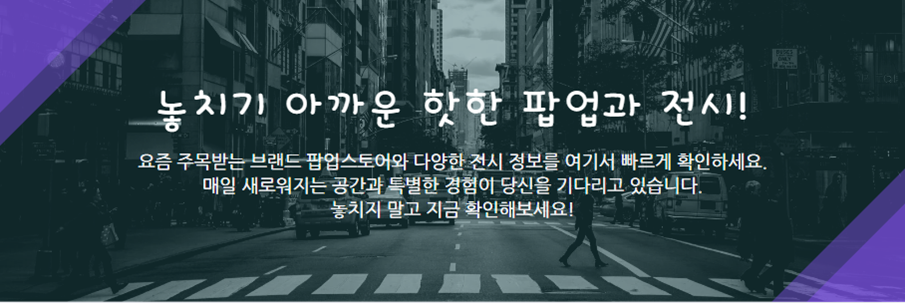 놓치기 아까운 핫한 팝업과 전시!
요즘 주목받는 브랜드 팝업스토어와 다양한 전시 정보를 여기서 빠르게 확인하세요.
매일 새로워지는 공간과 특별한 경험이 당신을 기다리고 있습니다.
놓치지 말고 지금 확인해보세요!